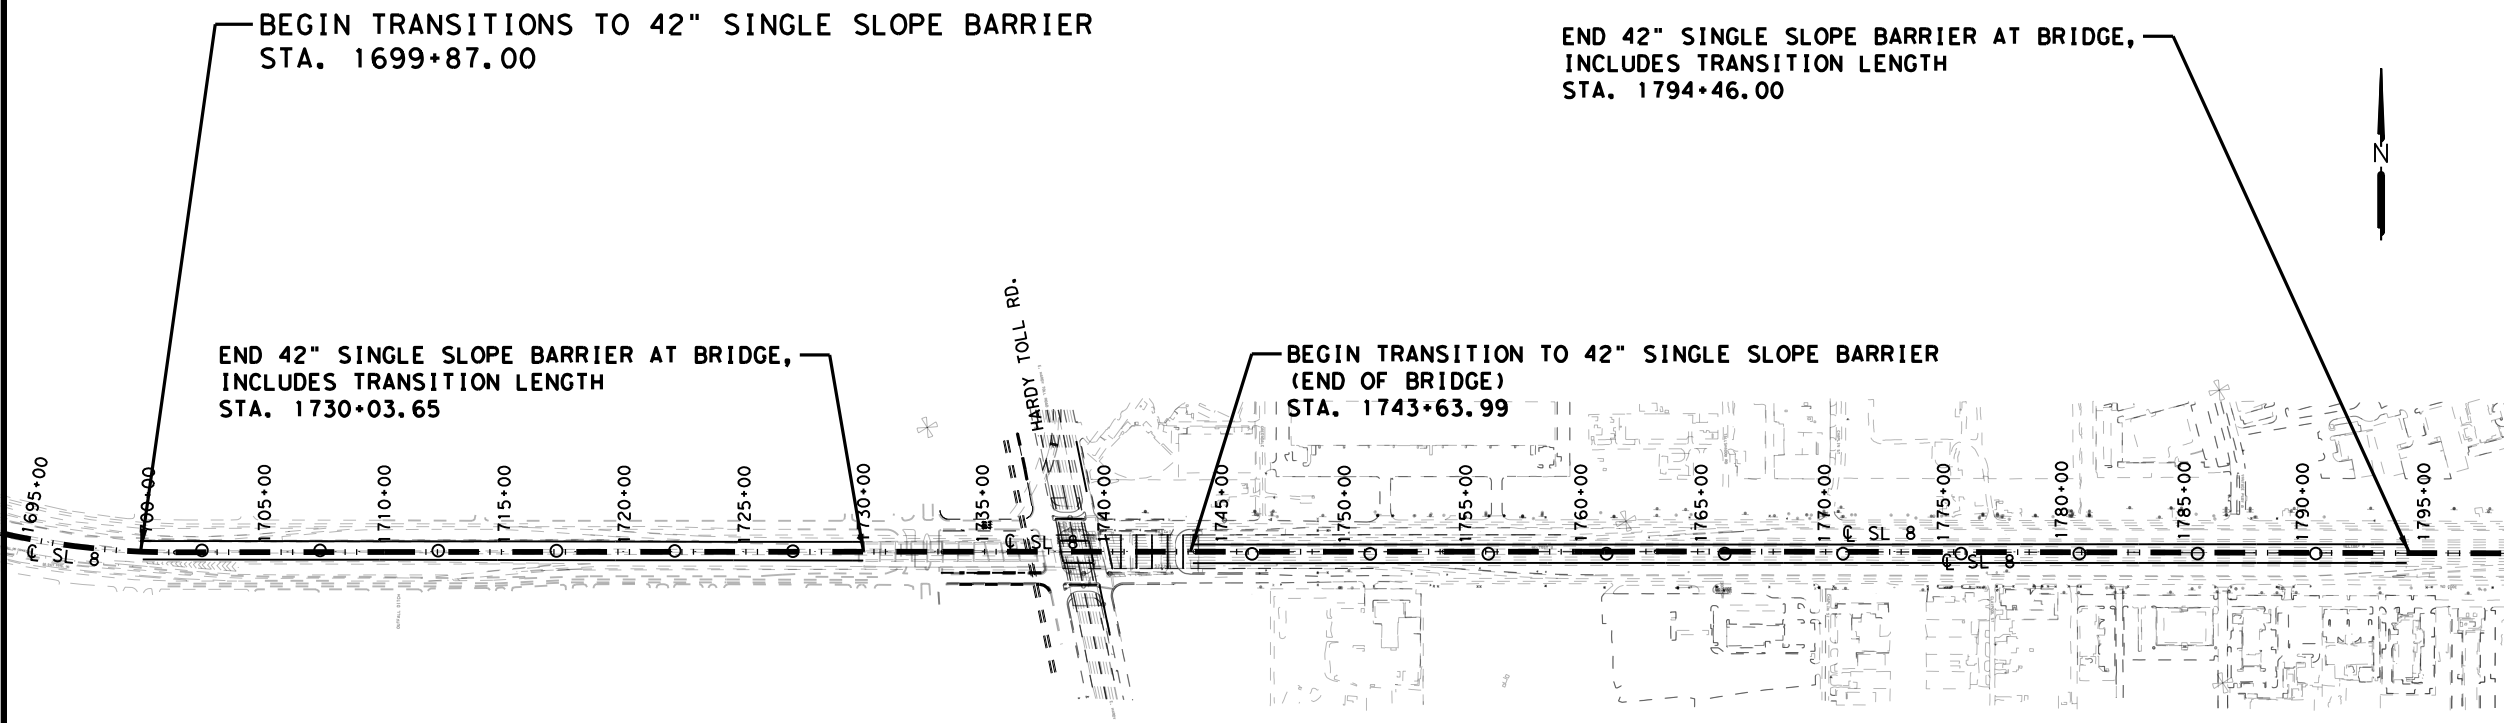 BEGIN TRANSITIONS TO 42" SINGLE SLOPE BARRIER
STA. 1699+87.00
END 42" SINGLE SLOPE BARRIER AT BRIDGE,
INCLUDES TRANSITION LENGTH
STA. 1794+46.00
N
END 42" SINGLE SLOPE BARRIER AT BRIDGE,
INCLUDES TRANSITION LENGTH
STA. 1730+03.65
HARDY TOLL RD.
BEGIN TRANSITION TO 42" SINGLE SLOPE BARRIER
(END OF BRIDGE)
STA. 1743+63.99
1695+00
1700+00
1705+00
1710+00
1715+00
1720+00
1725+00
1730+00
1735+00
1740+00
1745+00
1750+00
1755+00
1760+00
1765+00
1770+00
1775+00
1780+00
1785+00
1790+00
1795+00
℄ SL 8
℄ SL 8
℄ SL 8
℄ SL 8